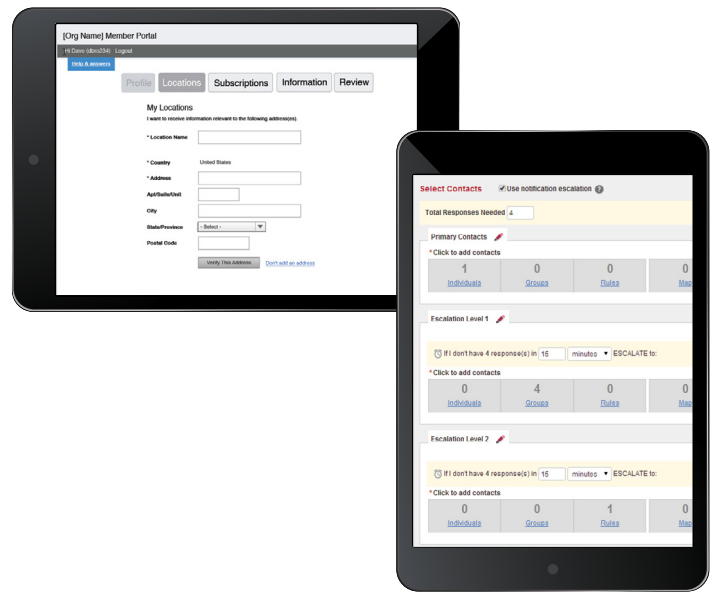 [Org Name] Member Portal
Hi Dave (dbrs234) Logout
Help & answers
Profile Locations Subscriptions Information Review
My Locations
I want to receive information relevant to the following address(es).
* Location Name
* Country United States
* Address
Apt/Suite/Unit
City
State/Province - Select -
Postal Code
Verify This Address Don't add an address
Select Contacts Use notification escalation ?
Total Responses Needed 4
Primary Contacts
* Click to add contacts
1 0 0 0
Individuals Groups Rules Map
Escalation Level 1
If I don't have 4 response(s) in 15 minutes ESCALATE to:
* Click to add contacts
0 4 0 0
Individuals Groups Rules Map
Escalation Level 2
If I don't have 4 response(s) in 15 minutes ESCALATE to:
* Click to add contacts
0 0 1 0
Individuals Groups Rules Map